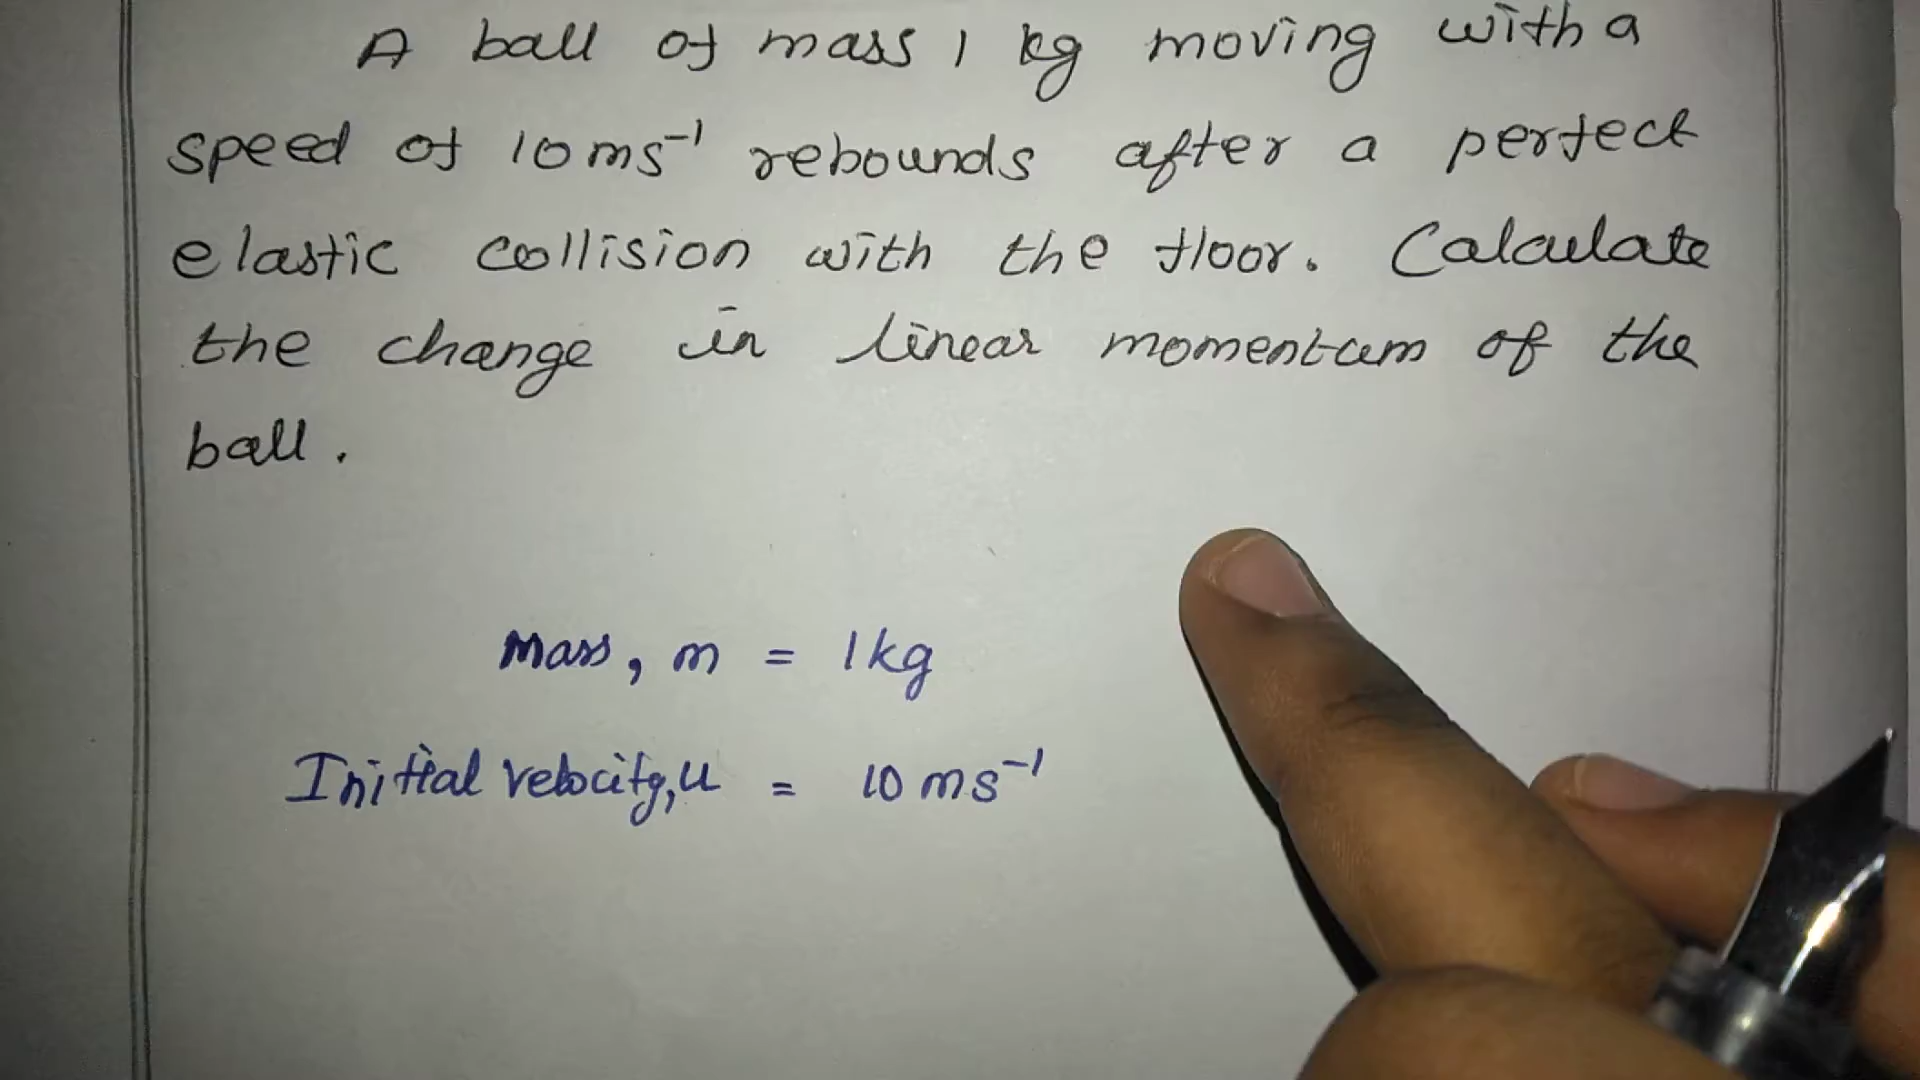 A ball of mass 1 kg moving with a
speed of 10 ms⁻¹ rebounds after a perfect
elastic collision with the floor. Calculate
the change in linear momentum of the
ball.
Mass, m = 1kg
Initial velocity, u = 10 ms⁻¹